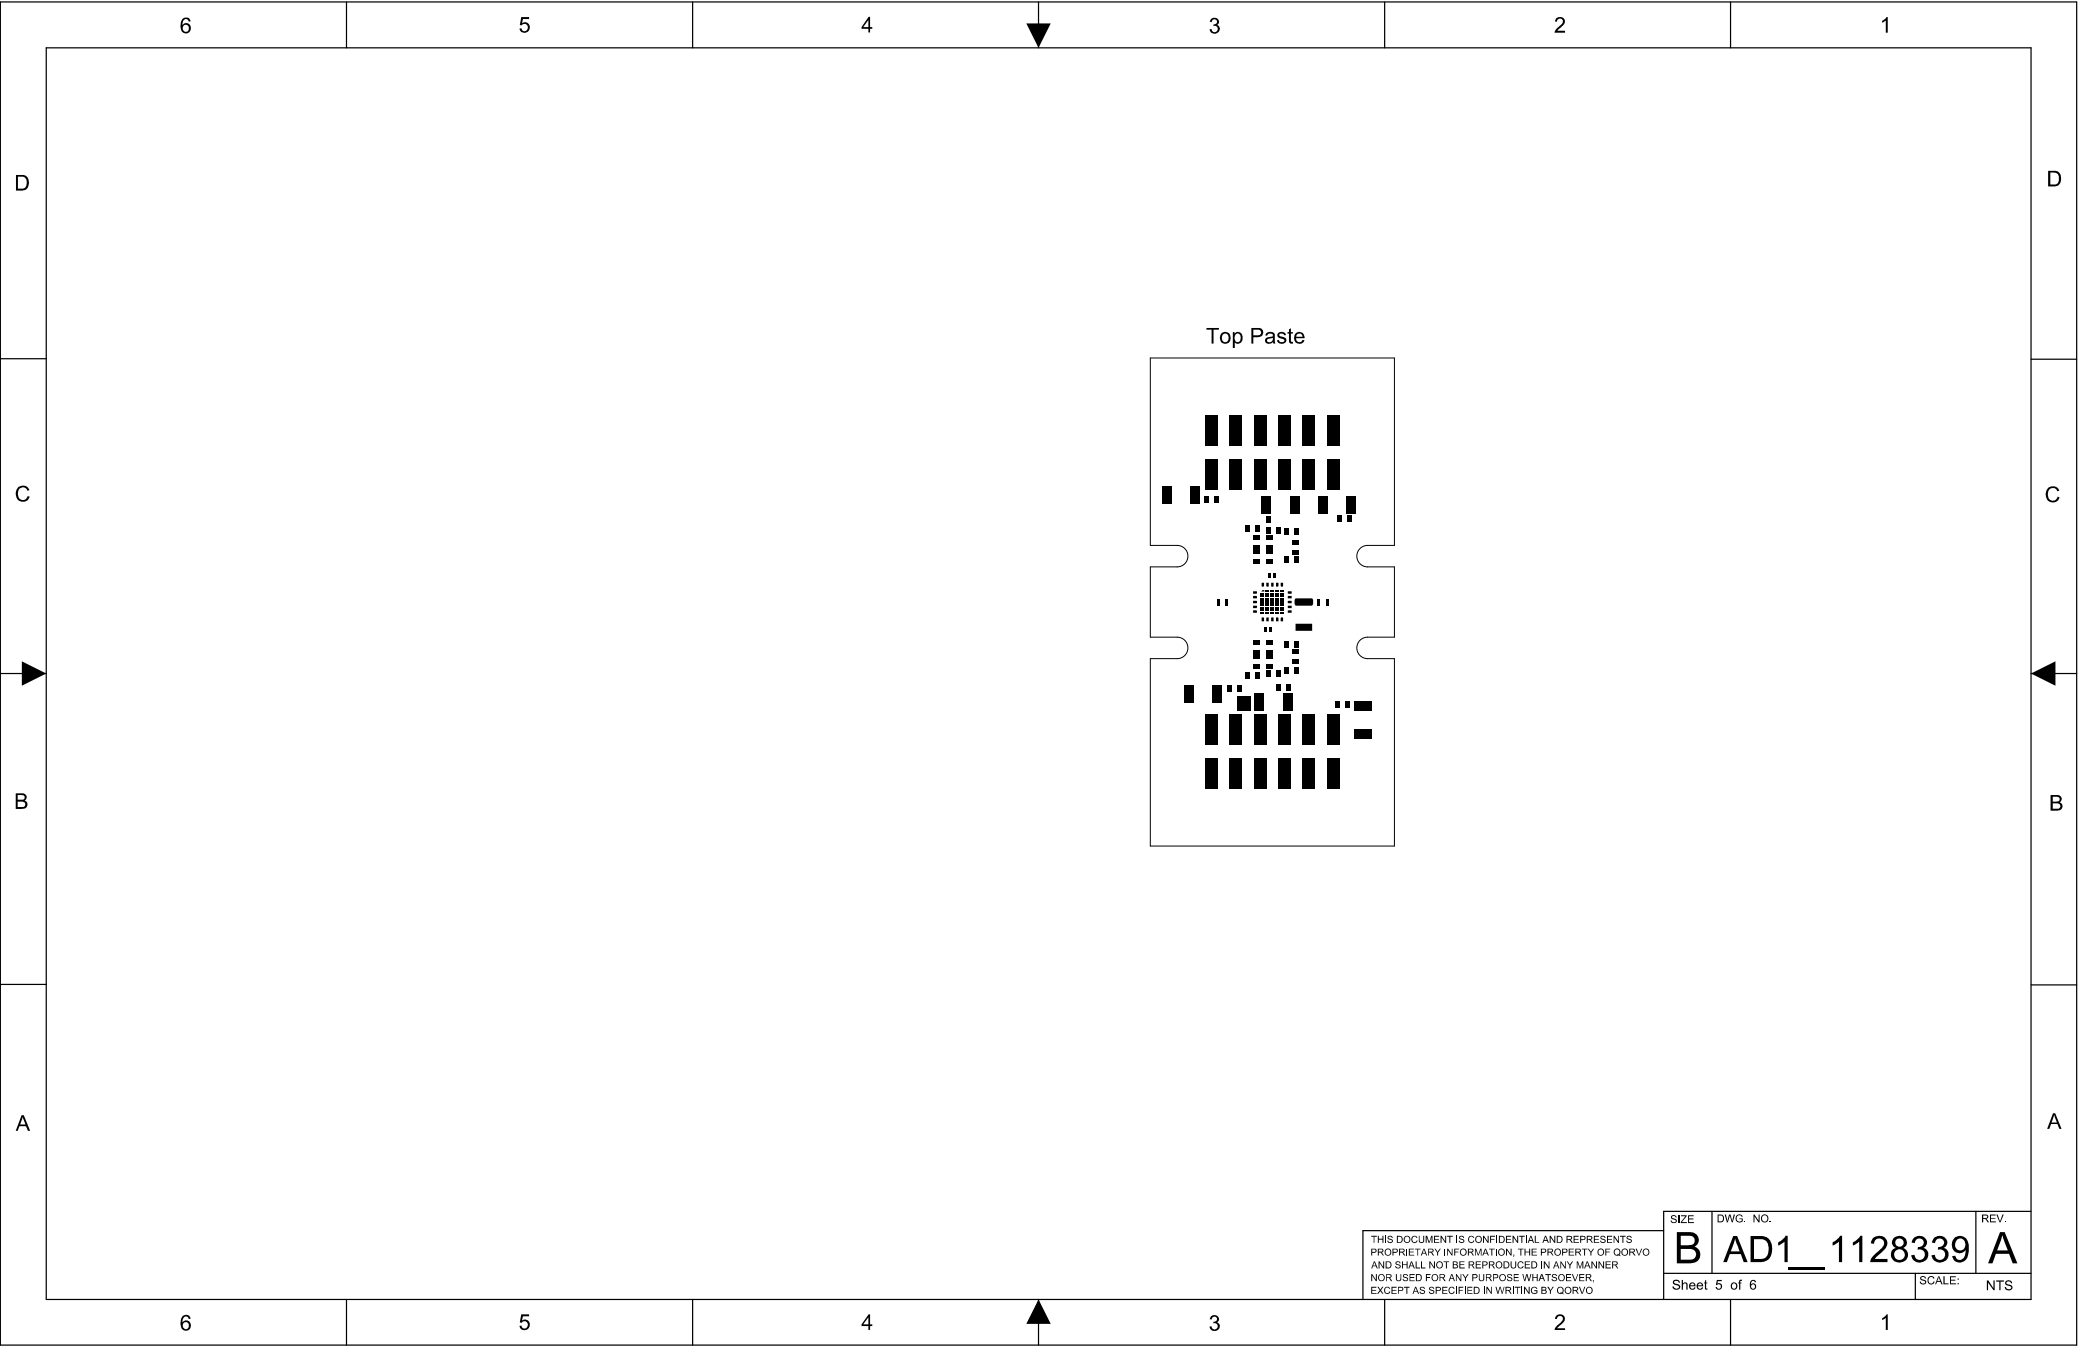 6 5 4 3 2 1
D D
Top Paste
C C
B B
A A
THIS DOCUMENT IS CONFIDENTIAL AND REPRESENTS
PROPRIETARY INFORMATION, THE PROPERTY OF QORVO
AND SHALL NOT BE REPRODUCED IN ANY MANNER
NOR USED FOR ANY PURPOSE WHATSOEVER,
EXCEPT AS SPECIFIED IN WRITING BY QORVO
SIZE DWG. NO. REV.
B AD1__1128339 A
Sheet 5 of 6 SCALE: NTS
6 5 4 3 2 1